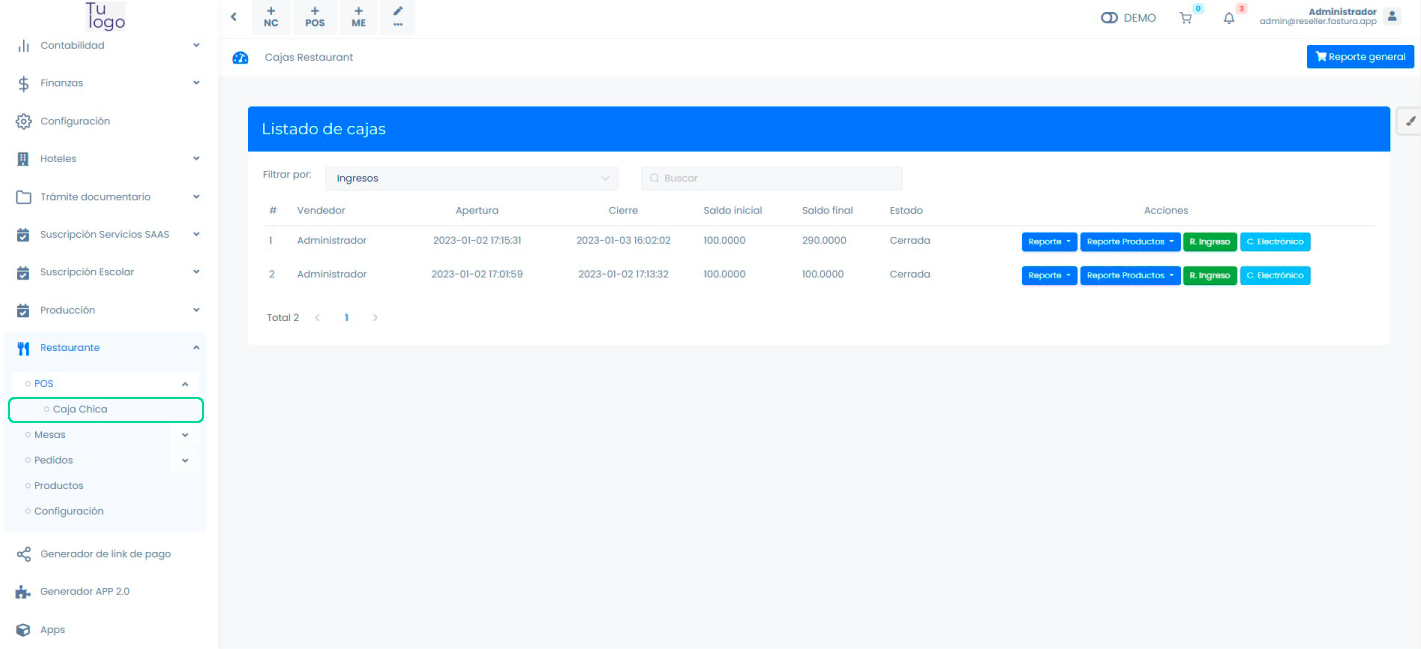 Tu
logo
Contabilidad
Finanzas
Configuración
Hoteles
Trámite documentario
Suscripción Servicios SAAS
Suscripción Escolar
Producción
Restaurante
POS
Caja Chica
Mesas
Pedidos
Productos
Configuración
Generador de link de pago
Generador APP 2.0
Apps
+ NC
+ POS
+ ME
...
DEMO
0
3
Administrador
admin@reseller.fastura.app
Cajas Restaurant
Reporte general
Listado de cajas
Filtrar por: Ingresos Buscar
# Vendedor Apertura Cierre Saldo inicial Saldo final Estado Acciones
1 Administrador 2023-01-02 17:15:31 2023-01-03 16:02:02 100.0000 290.0000 Cerrada Reporte Reporte Productos R. Ingreso C. Electrónico
2 Administrador 2023-01-02 17:01:59 2023-01-02 17:13:32 100.0000 100.0000 Cerrada Reporte Reporte Productos R. Ingreso C. Electrónico
Total 2 < 1 >